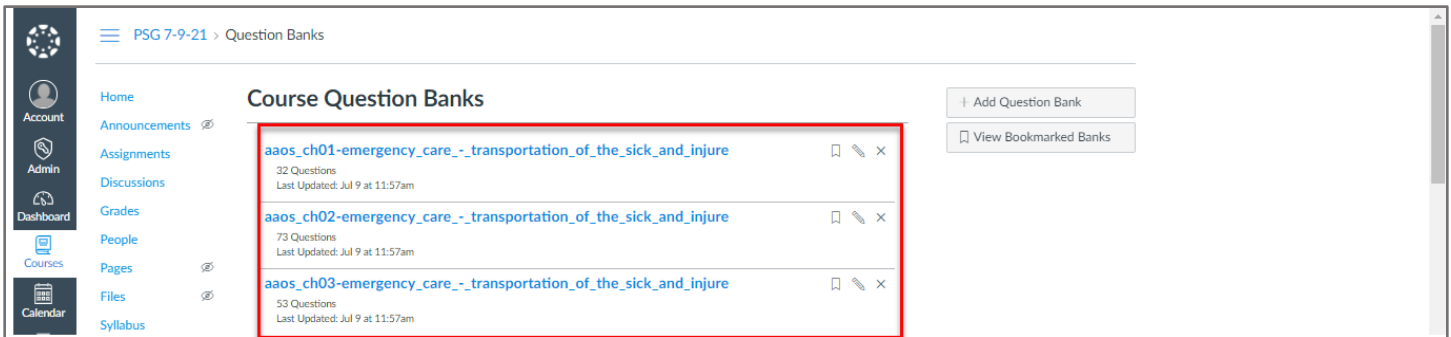 PSG 7-9-21 › Question Banks
Account
Admin
Dashboard
Courses
Calendar
Home
Announcements
Assignments
Discussions
Grades
People
Pages
Files
Syllabus
Course Question Banks
aaos_ch01-emergency_care_-_transportation_of_the_sick_and_injure
32 Questions
Last Updated: Jul 9 at 11:57am
aaos_ch02-emergency_care_-_transportation_of_the_sick_and_injure
73 Questions
Last Updated: Jul 9 at 11:57am
aaos_ch03-emergency_care_-_transportation_of_the_sick_and_injure
53 Questions
Last Updated: Jul 9 at 11:57am
+ Add Question Bank
View Bookmarked Banks